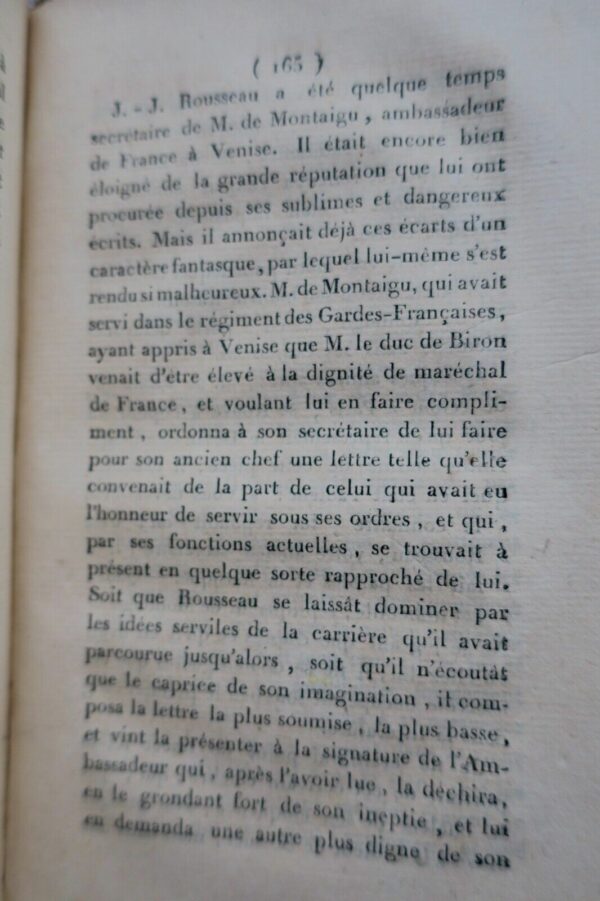 ( 165 )
J. - J. Rousseau a été quelque temps
secrétaire de M. de Montaigu, ambassadeur
de France à Venise. Il était encore bien
éloigné de la grande réputation que lui ont
procurée depuis ses sublimes et dangereux
écrits. Mais il annonçait déjà ces écarts d'un
caractère fantasque, par lequel lui-même s'est
rendu si malheureux. M. de Montaigu, qui avait
servi dans le régiment des Gardes-Françaises,
ayant appris à Venise que M. le duc de Biron
venait d'etre élevé à la dignité de maréchal
de France, et voulant lui en faire compli-
ment, ordonna à son secrétaire de lui faire
pour son ancien chef une lettre telle qu'elle
convenait de la part de celui qui avait eu
l'honneur de servir sous ses ordres, et qui,
par ses fonctions actuelles, se trouvait à
présent en quelque sorte rapproché de lui.
Soit que Rousseau se laissât dominer par
les idées serviles de la carrière qu'il avait
parcourue jusqu'alors, soit qu'il n'écoutât
que le caprice de son imagination, il com-
posa la lettre la plus soumise, la plus basse,
et vint la présenter à la signature de l'Am-
bassadeur qui, après l'avoir lue, la déchira,
en le grondant fort de son ineptie, et lui
en demanda une autre plus digne de son